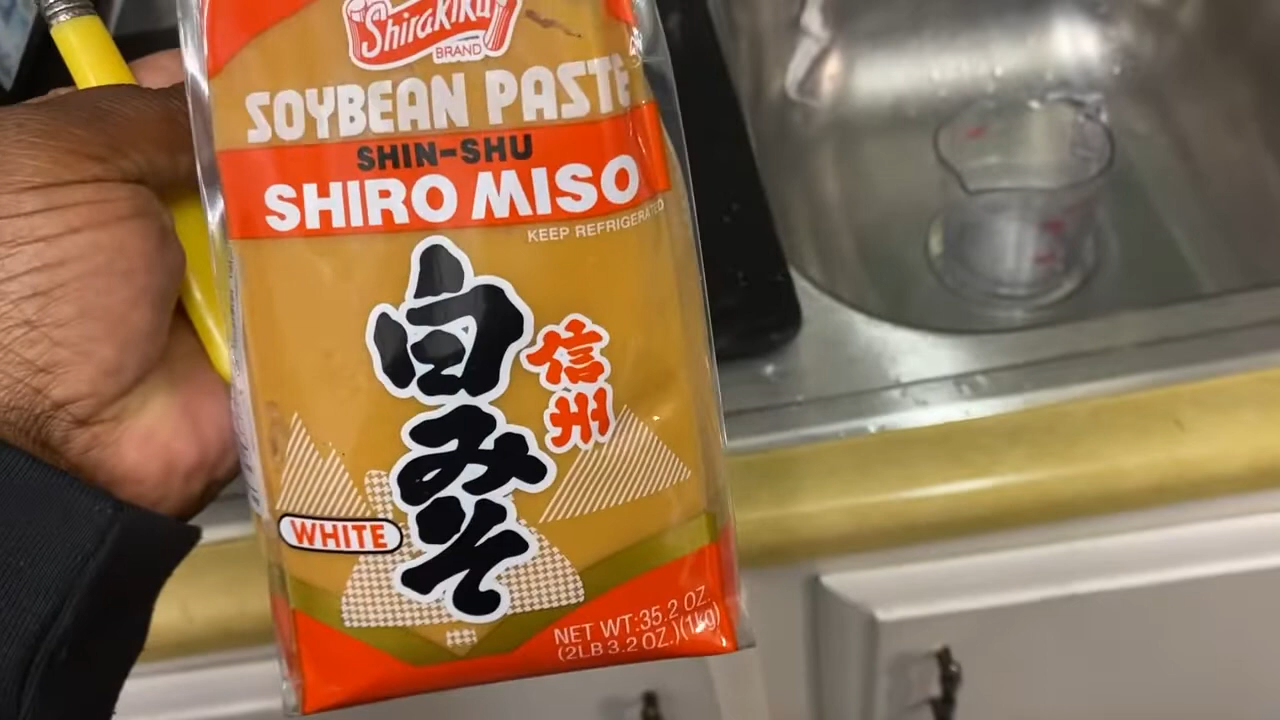 Shirakiku
BRAND
SOYBEAN PASTE
SHIN-SHU
SHIRO MISO
KEEP REFRIGERATED
白みそ
信州
WHITE
NET WT:35.2 OZ.
(2LB 3.2 OZ.)(1kg)